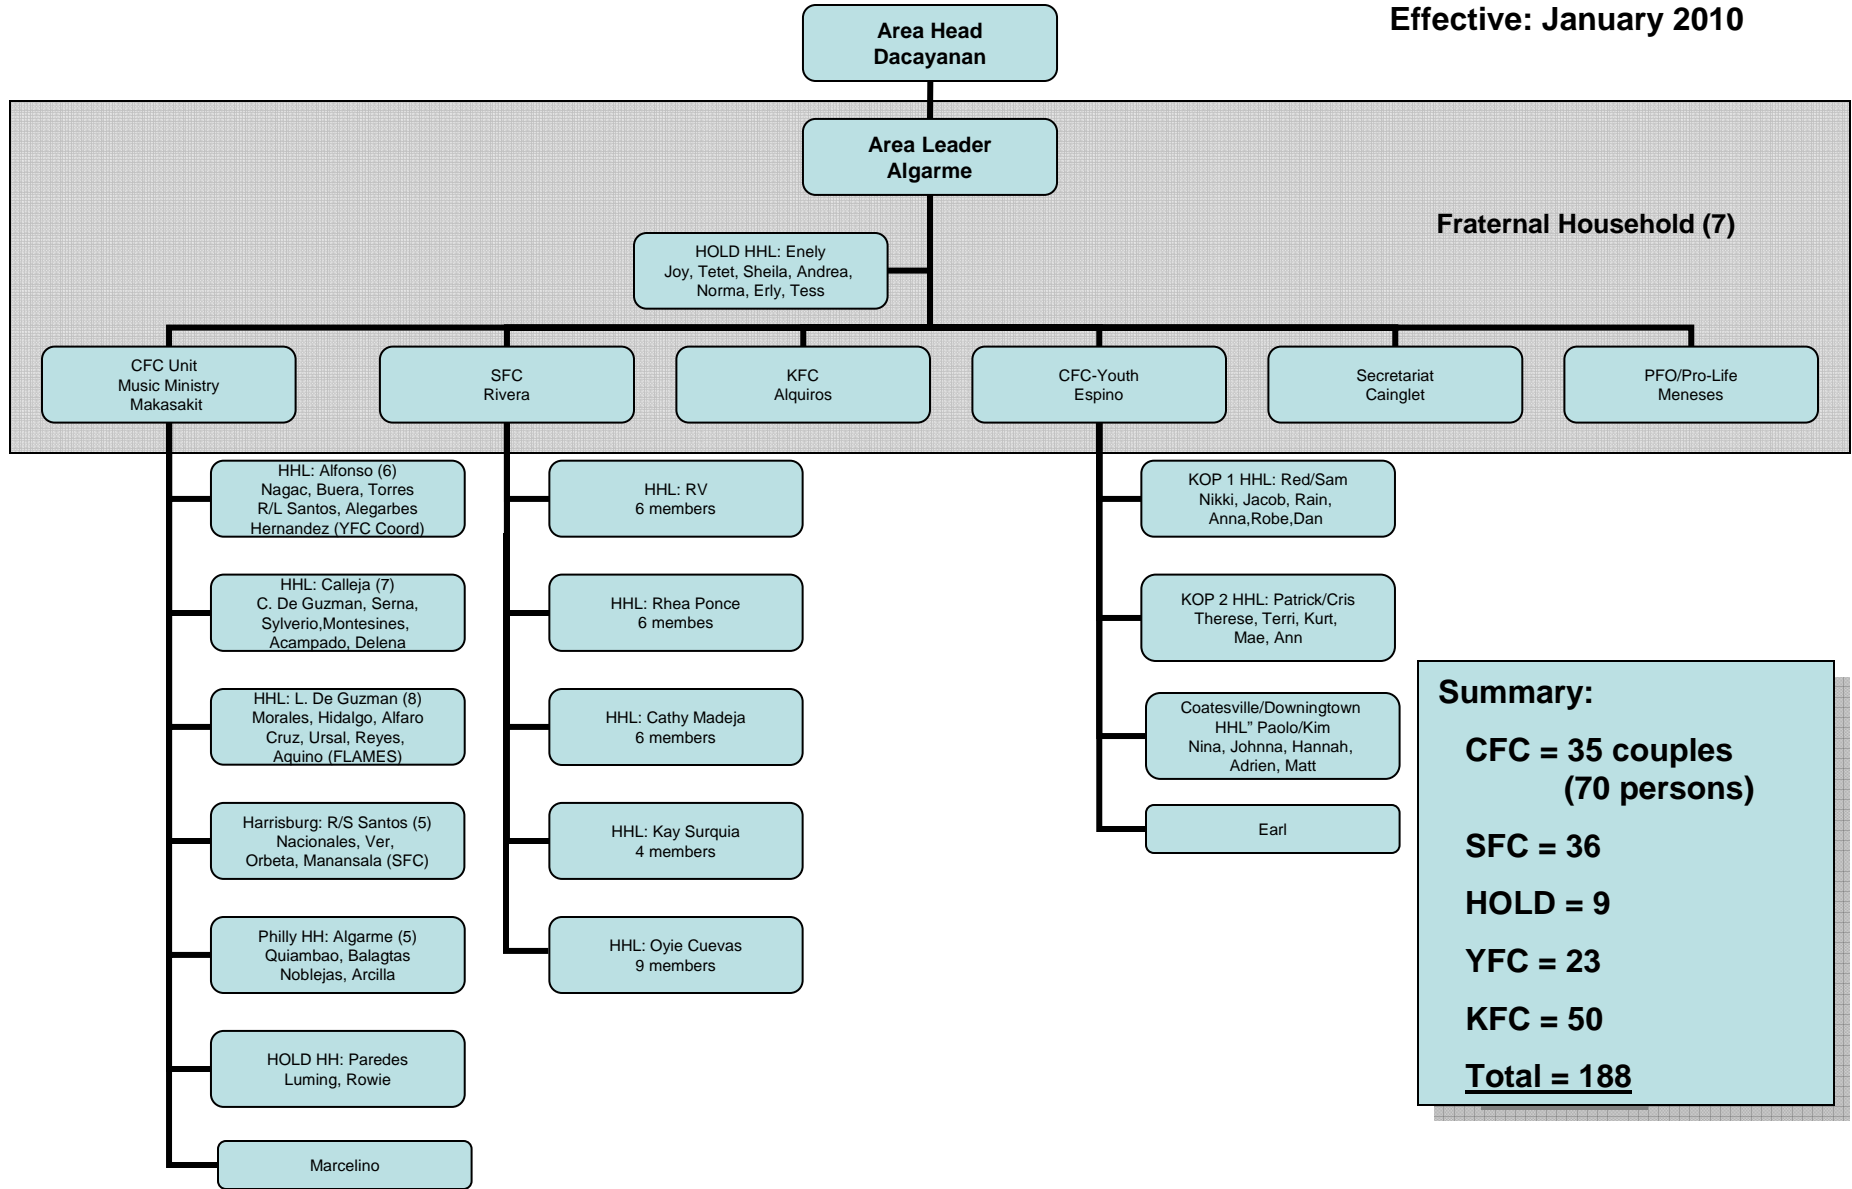 Effective: January 2010
Area Head
Dacayanan
Area Leader
Algarme
Fraternal Household (7)
HOLD HHL: Enely
Joy, Tetet, Sheila, Andrea,
Norma, Erly, Tess
CFC Unit
Music Ministry
Makasakit
SFC
Rivera
KFC
Alquiros
CFC-Youth
Espino
Secretariat
Cainglet
PFO/Pro-Life
Meneses
HHL: Alfonso (6)
Nagac, Buera, Torres
R/L Santos, Alegarbes
Hernandez (YFC Coord)
HHL: Calleja (7)
C. De Guzman, Serna,
Sylverio,Montesines,
Acampado, Delena
HHL: L. De Guzman (8)
Morales, Hidalgo, Alfaro
Cruz, Ursal, Reyes,
Aquino (FLAMES)
Harrisburg: R/S Santos (5)
Nacionales, Ver,
Orbeta, Manansala (SFC)
Philly HH: Algarme (5)
Quiambao, Balagtas
Noblejas, Arcilla
HOLD HH: Paredes
Luming, Rowie
Marcelino
HHL: RV
6 members
HHL: Rhea Ponce
6 membes
HHL: Cathy Madeja
6 members
HHL: Kay Surquia
4 members
HHL: Oyie Cuevas
9 members
KOP 1 HHL: Red/Sam
Nikki, Jacob, Rain,
Anna,Robe,Dan
KOP 2 HHL: Patrick/Cris
Therese, Terri, Kurt,
Mae, Ann
Coatesville/Downingtown
HHL" Paolo/Kim
Nina, Johnna, Hannah,
Adrien, Matt
Earl
Summary:
CFC = 35 couples
(70 persons)
SFC = 36
HOLD = 9
YFC = 23
KFC = 50
Total = 188